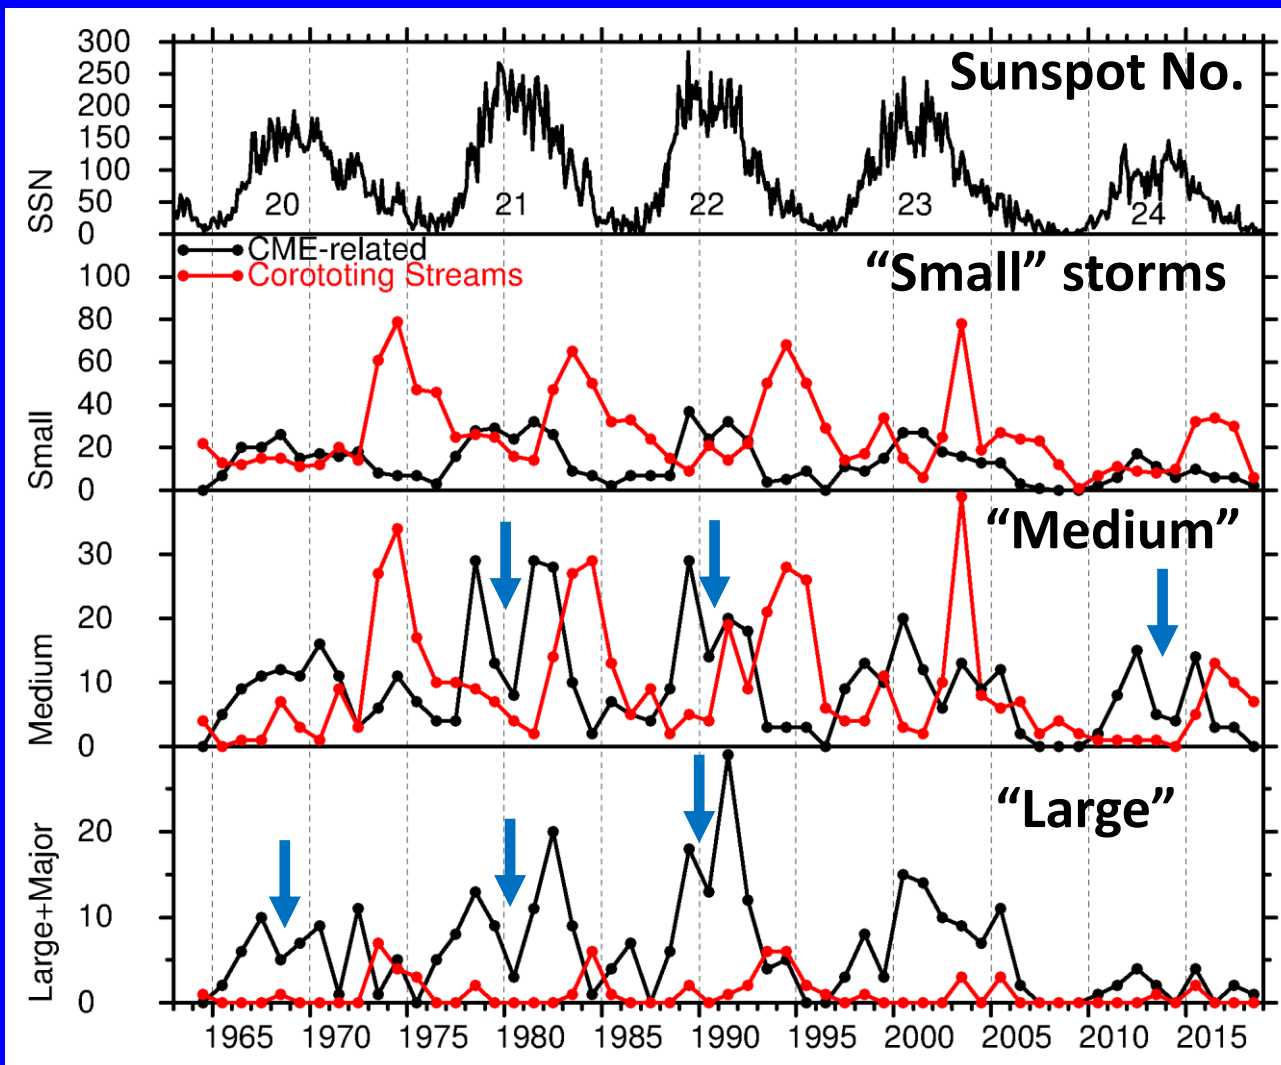 300
250
200
150
100
50
0
SSN
Sunspot No.
20
21
22
23
24
CME-related
Corototing Streams
“Small” storms
100
80
60
40
20
0
Small
“Medium”
30
20
10
0
Medium
“Large”
20
10
0
Large+Major
1965 1970 1975 1980 1985 1990 1995 2000 2005 2010 2015